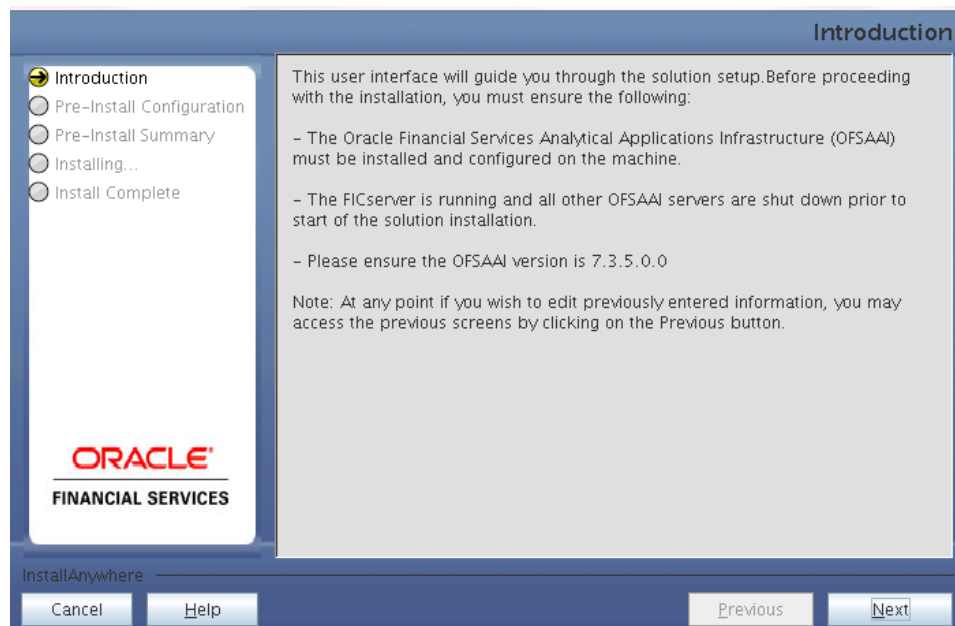 Introduction
Introduction
Pre-Install Configuration
Pre-Install Summary
Installing...
Install Complete
This user interface will guide you through the solution setup.Before proceeding
with the installation, you must ensure the following:
- The Oracle Financial Services Analytical Applications Infrastructure (OFSAAI)
must be installed and configured on the machine.
- The FICserver is running and all other OFSAAI servers are shut down prior to
start of the solution installation.
- Please ensure the OFSAAI version is 7.3.5.0.0
Note: At any point if you wish to edit previously entered information, you may
access the previous screens by clicking on the Previous button.
ORACLE
FINANCIAL SERVICES
InstallAnywhere
Cancel
Help
Previous
Next